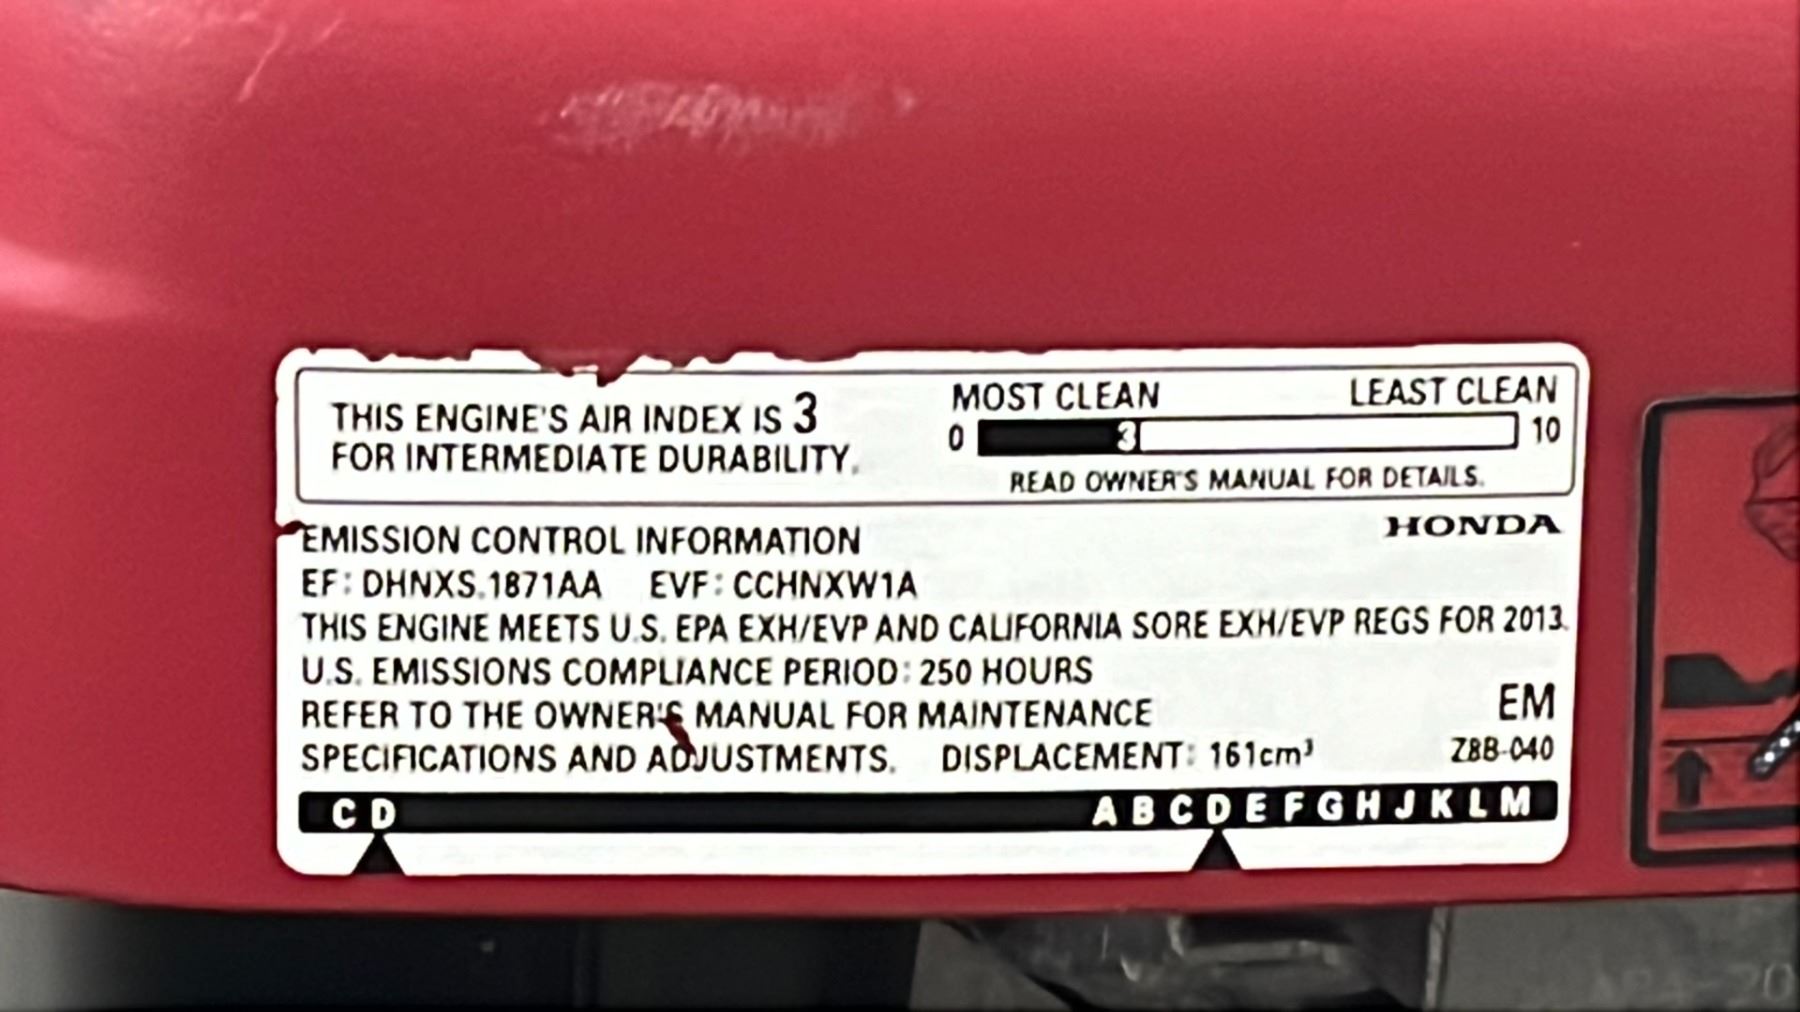 THIS ENGINE'S AIR INDEX IS 3
FOR INTERMEDIATE DURABILITY.
MOST CLEAN LEAST CLEAN
0 3 10
READ OWNER'S MANUAL FOR DETAILS.
HONDA
EMISSION CONTROL INFORMATION
EF: DHNXS.1871AA EVF: CCHNXW1A
THIS ENGINE MEETS U.S. EPA EXH/EVP AND CALIFORNIA SORE EXH/EVP REGS FOR 2013.
U.S. EMISSIONS COMPLIANCE PERIOD: 250 HOURS
REFER TO THE OWNER'S MANUAL FOR MAINTENANCE
SPECIFICATIONS AND ADJUSTMENTS. DISPLACEMENT: 161cm³
EM
Z8B-040
C D A B C D E F G H J K L M